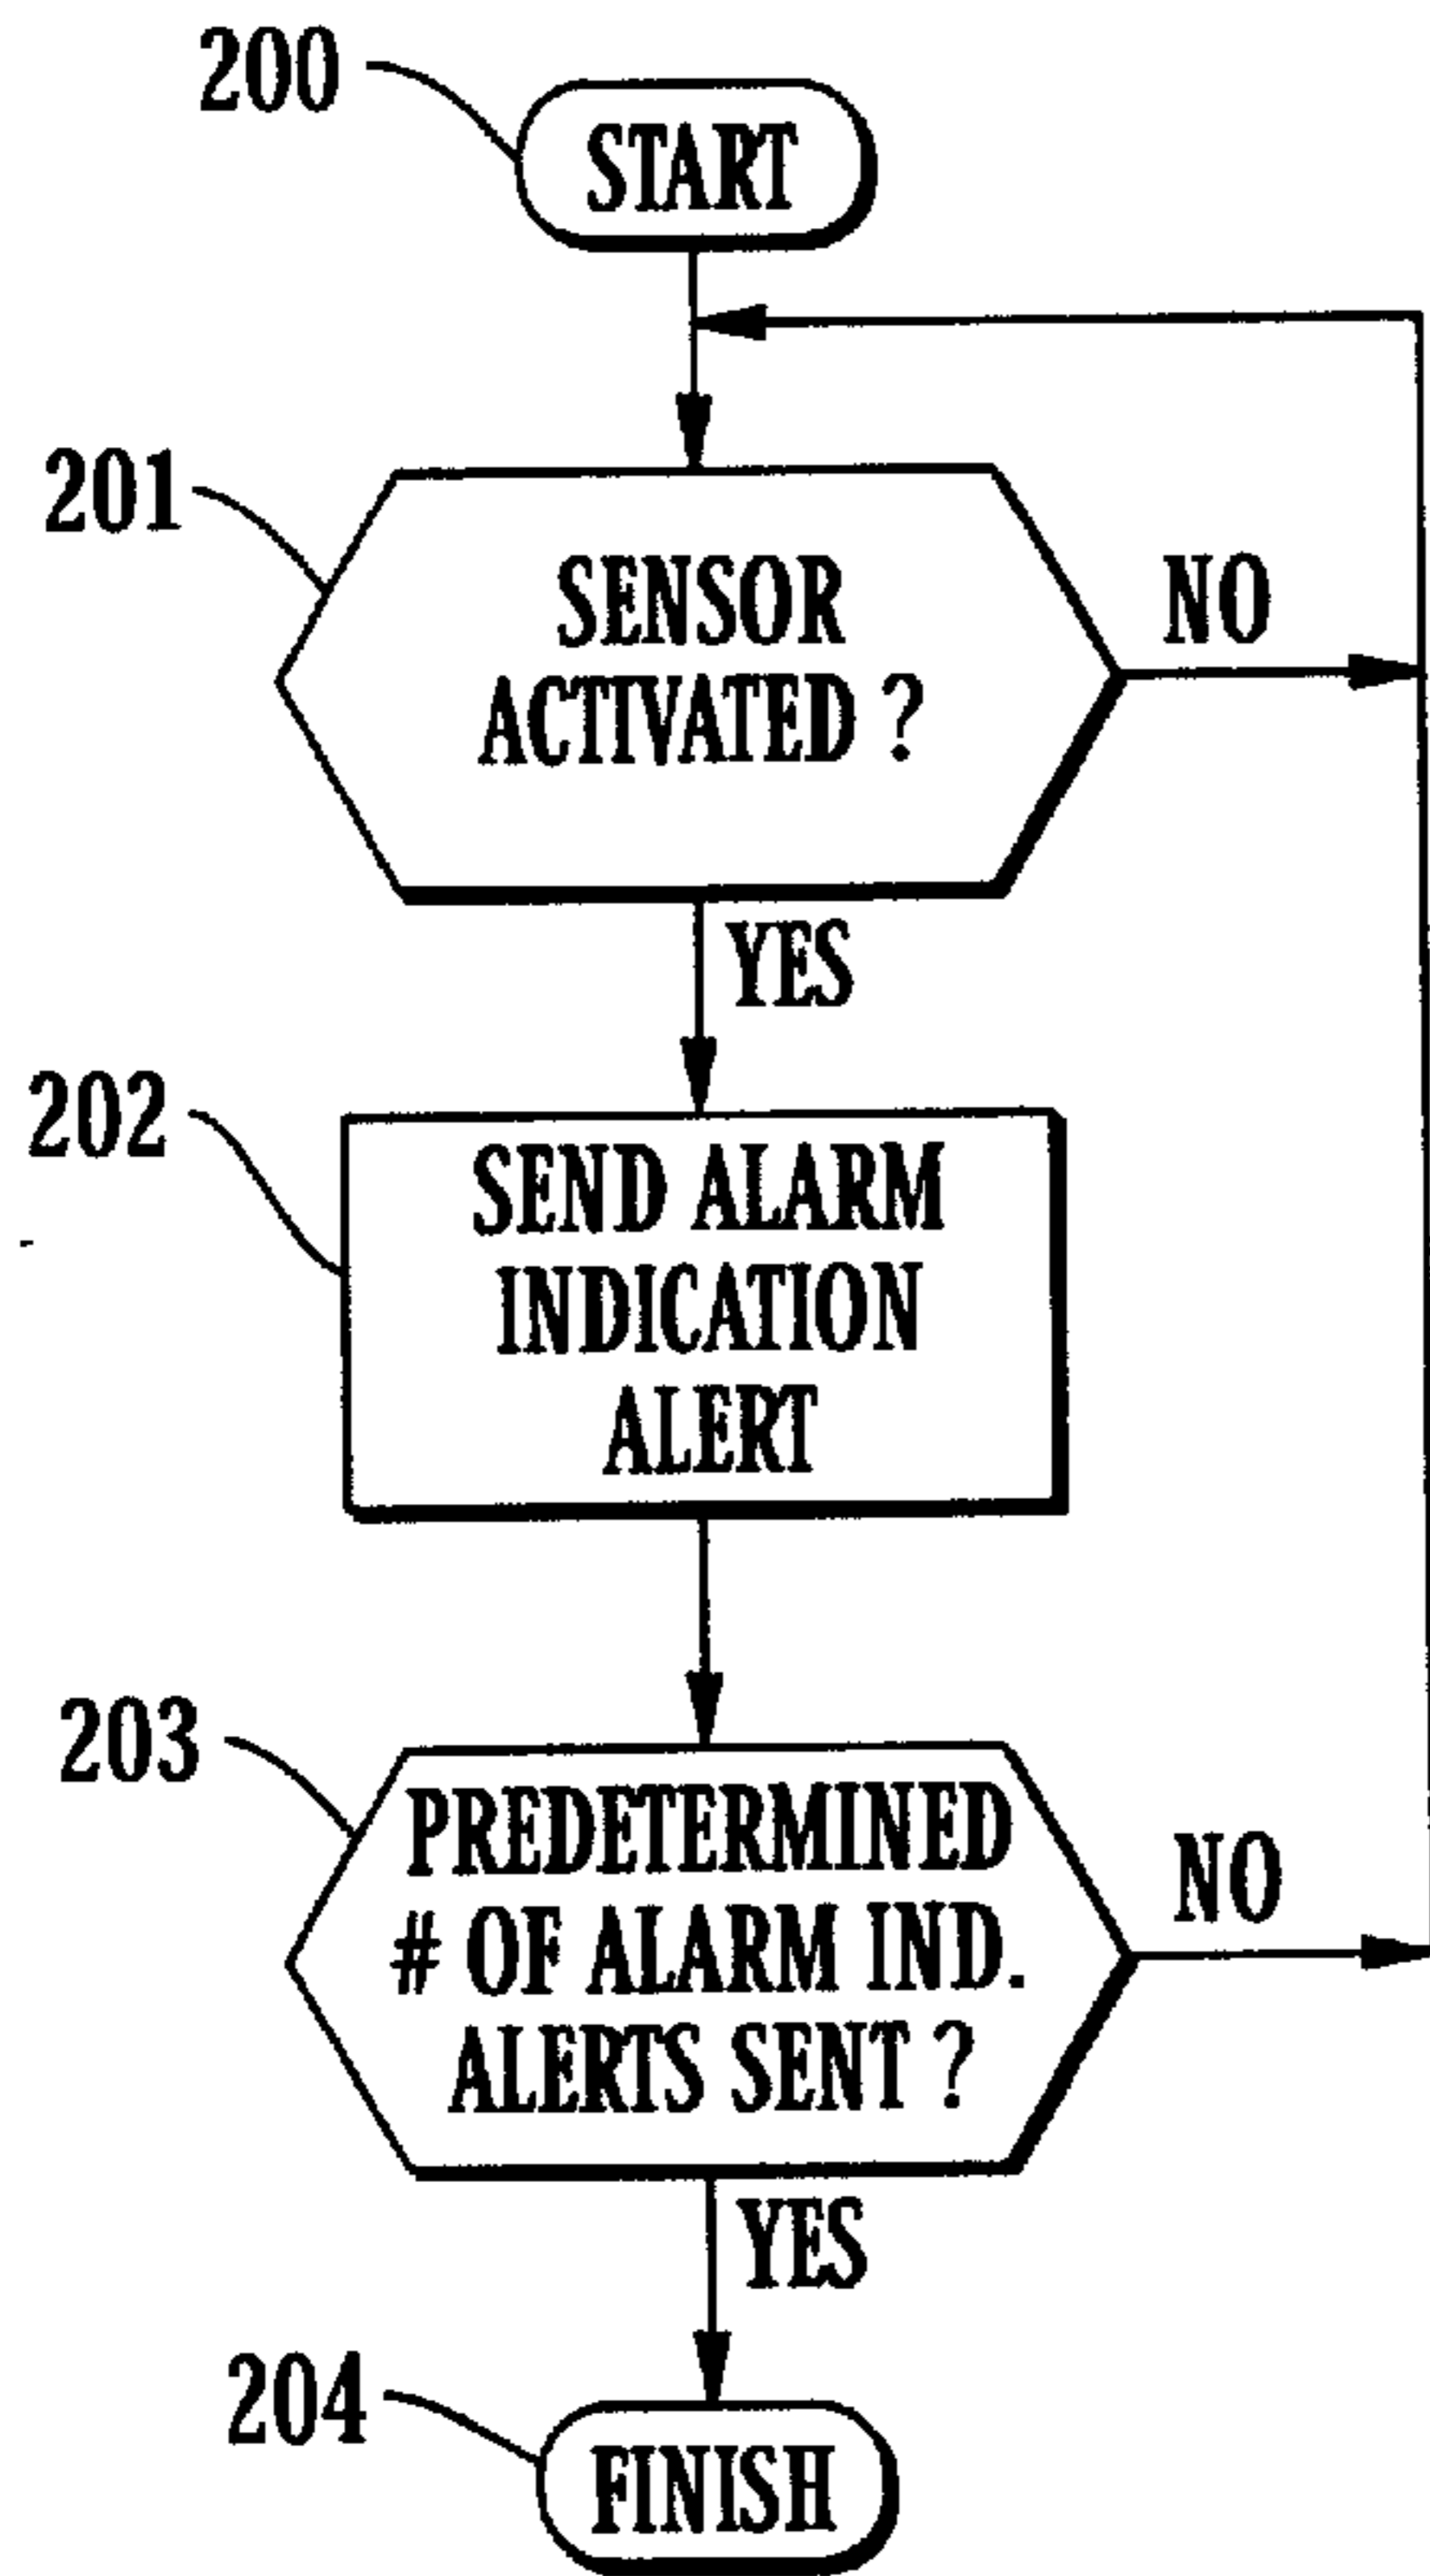 200
START
201
SENSOR
ACTIVATED ?
NO
YES
202
SEND ALARM
INDICATION
ALERT
203
PREDETERMINED
# OF ALARM IND.
ALERTS SENT ?
NO
YES
204
FINISH